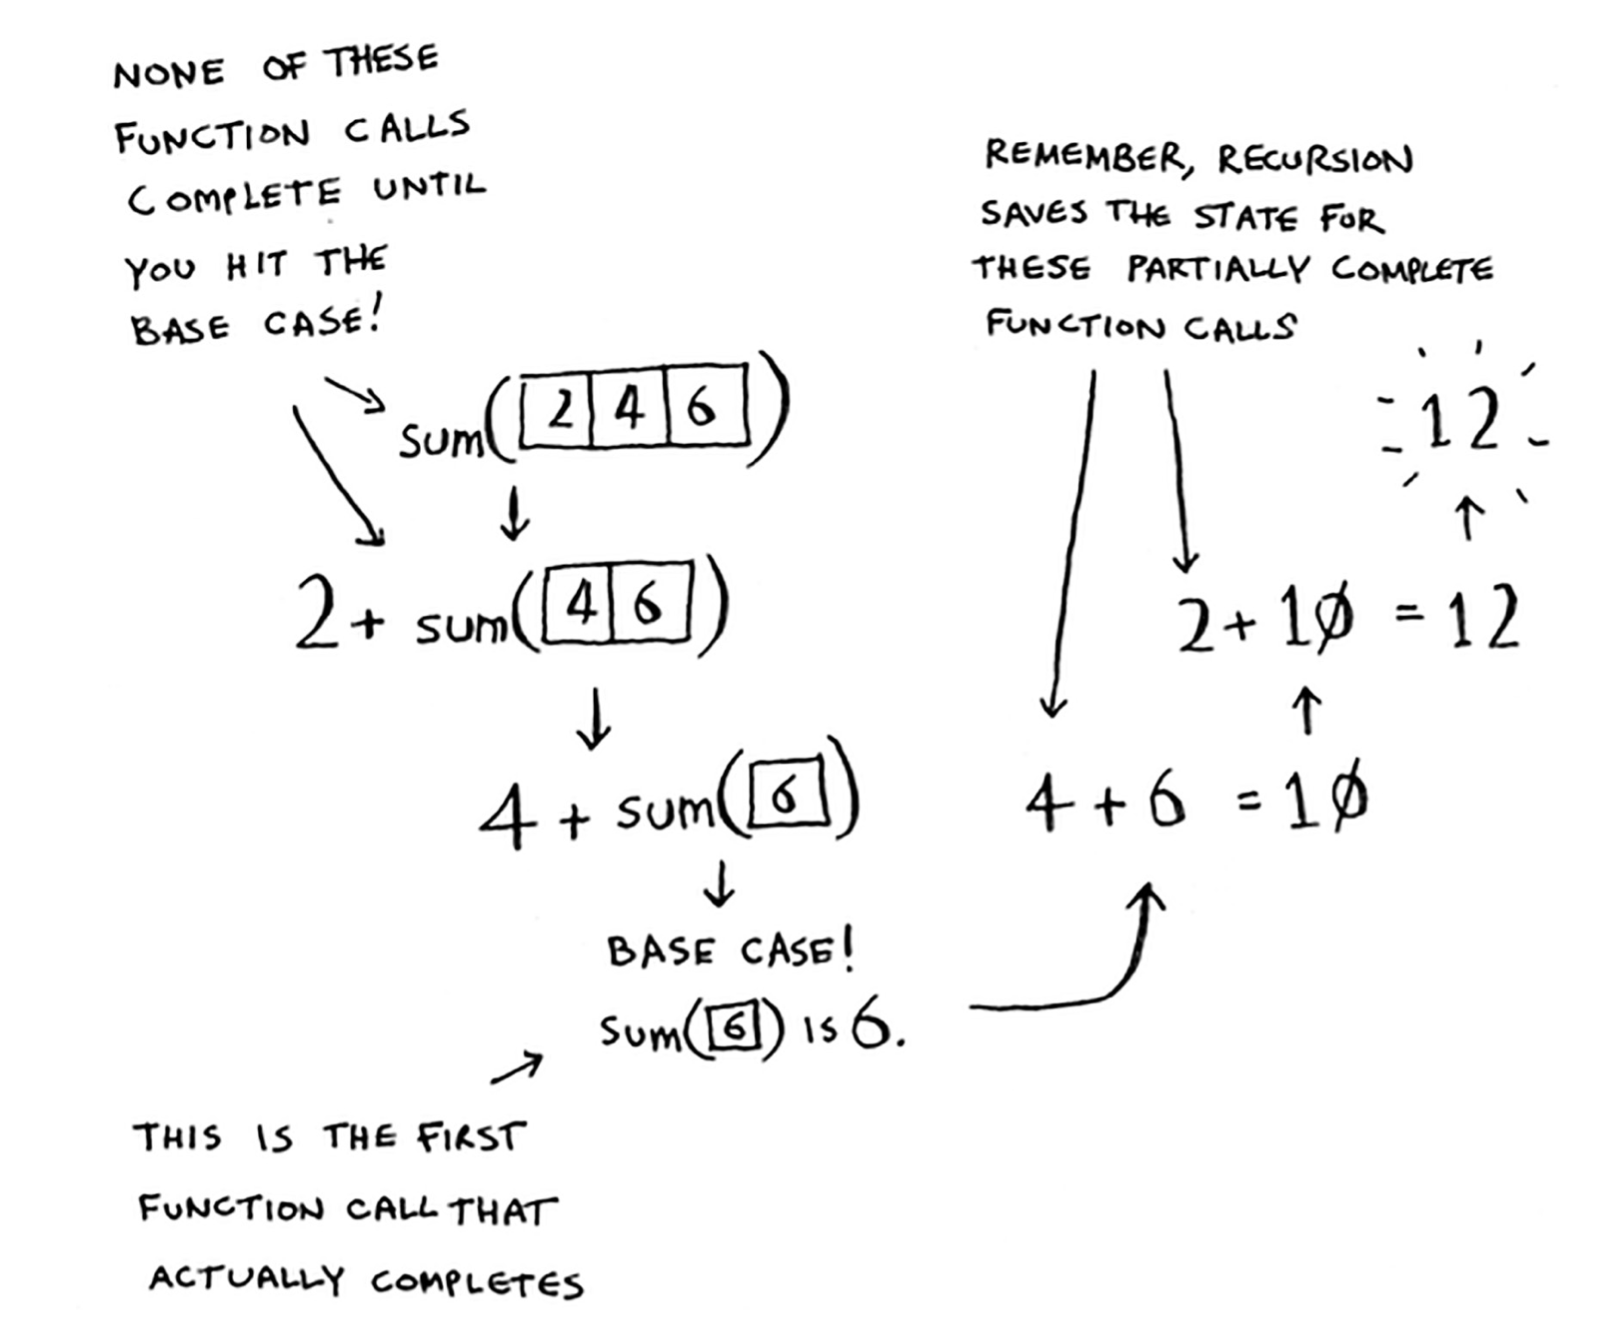 NONE OF THESE
FUNCTION CALLS
COMPLETE UNTIL
YOU HIT THE
BASE CASE!
REMEMBER, RECURSION
SAVES THE STATE FOR
THESE PARTIALLY COMPLETE
FUNCTION CALLS
sum( 2 4 6 )
2 + sum( 4 6 )
4 + sum( 6 )
BASE CASE!
sum( 6 ) IS 6.
THIS IS THE FIRST
FUNCTION CALL THAT
ACTUALLY COMPLETES
12
2 + 10 = 12
4 + 6 = 10